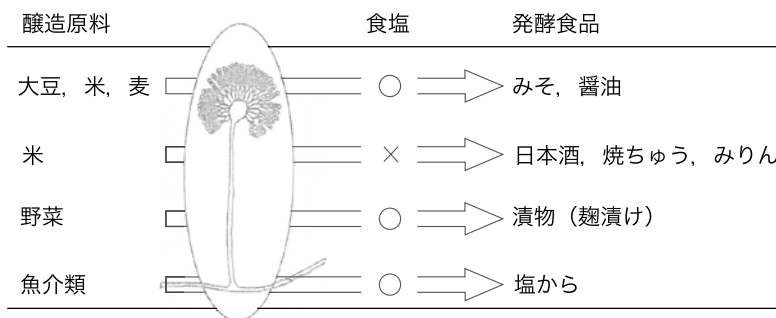 醸造原料 食塩 発酵食品
大豆，米，麦 ○ みそ，醤油
米 × 日本酒，焼ちゅう，みりん
野菜 ○ 漬物（麹漬け）
魚介類 ○ 塩から